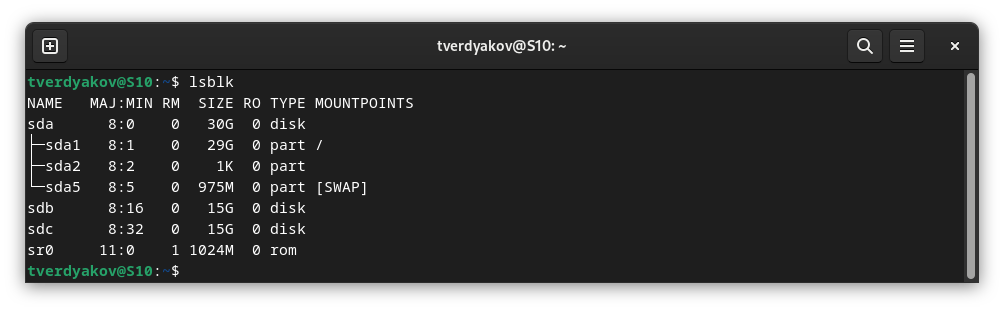 tverdyakov@S10: ~
tverdyakov@S10:~$ lsblk
NAME   MAJ:MIN RM  SIZE RO TYPE MOUNTPOINTS
sda      8:0    0   30G  0 disk
├─sda1   8:1    0   29G  0 part /
├─sda2   8:2    0    1K  0 part
└─sda5   8:5    0  975M  0 part [SWAP]
sdb      8:16   0   15G  0 disk
sdc      8:32   0   15G  0 disk
sr0     11:0    1 1024M  0 rom
tverdyakov@S10:~$